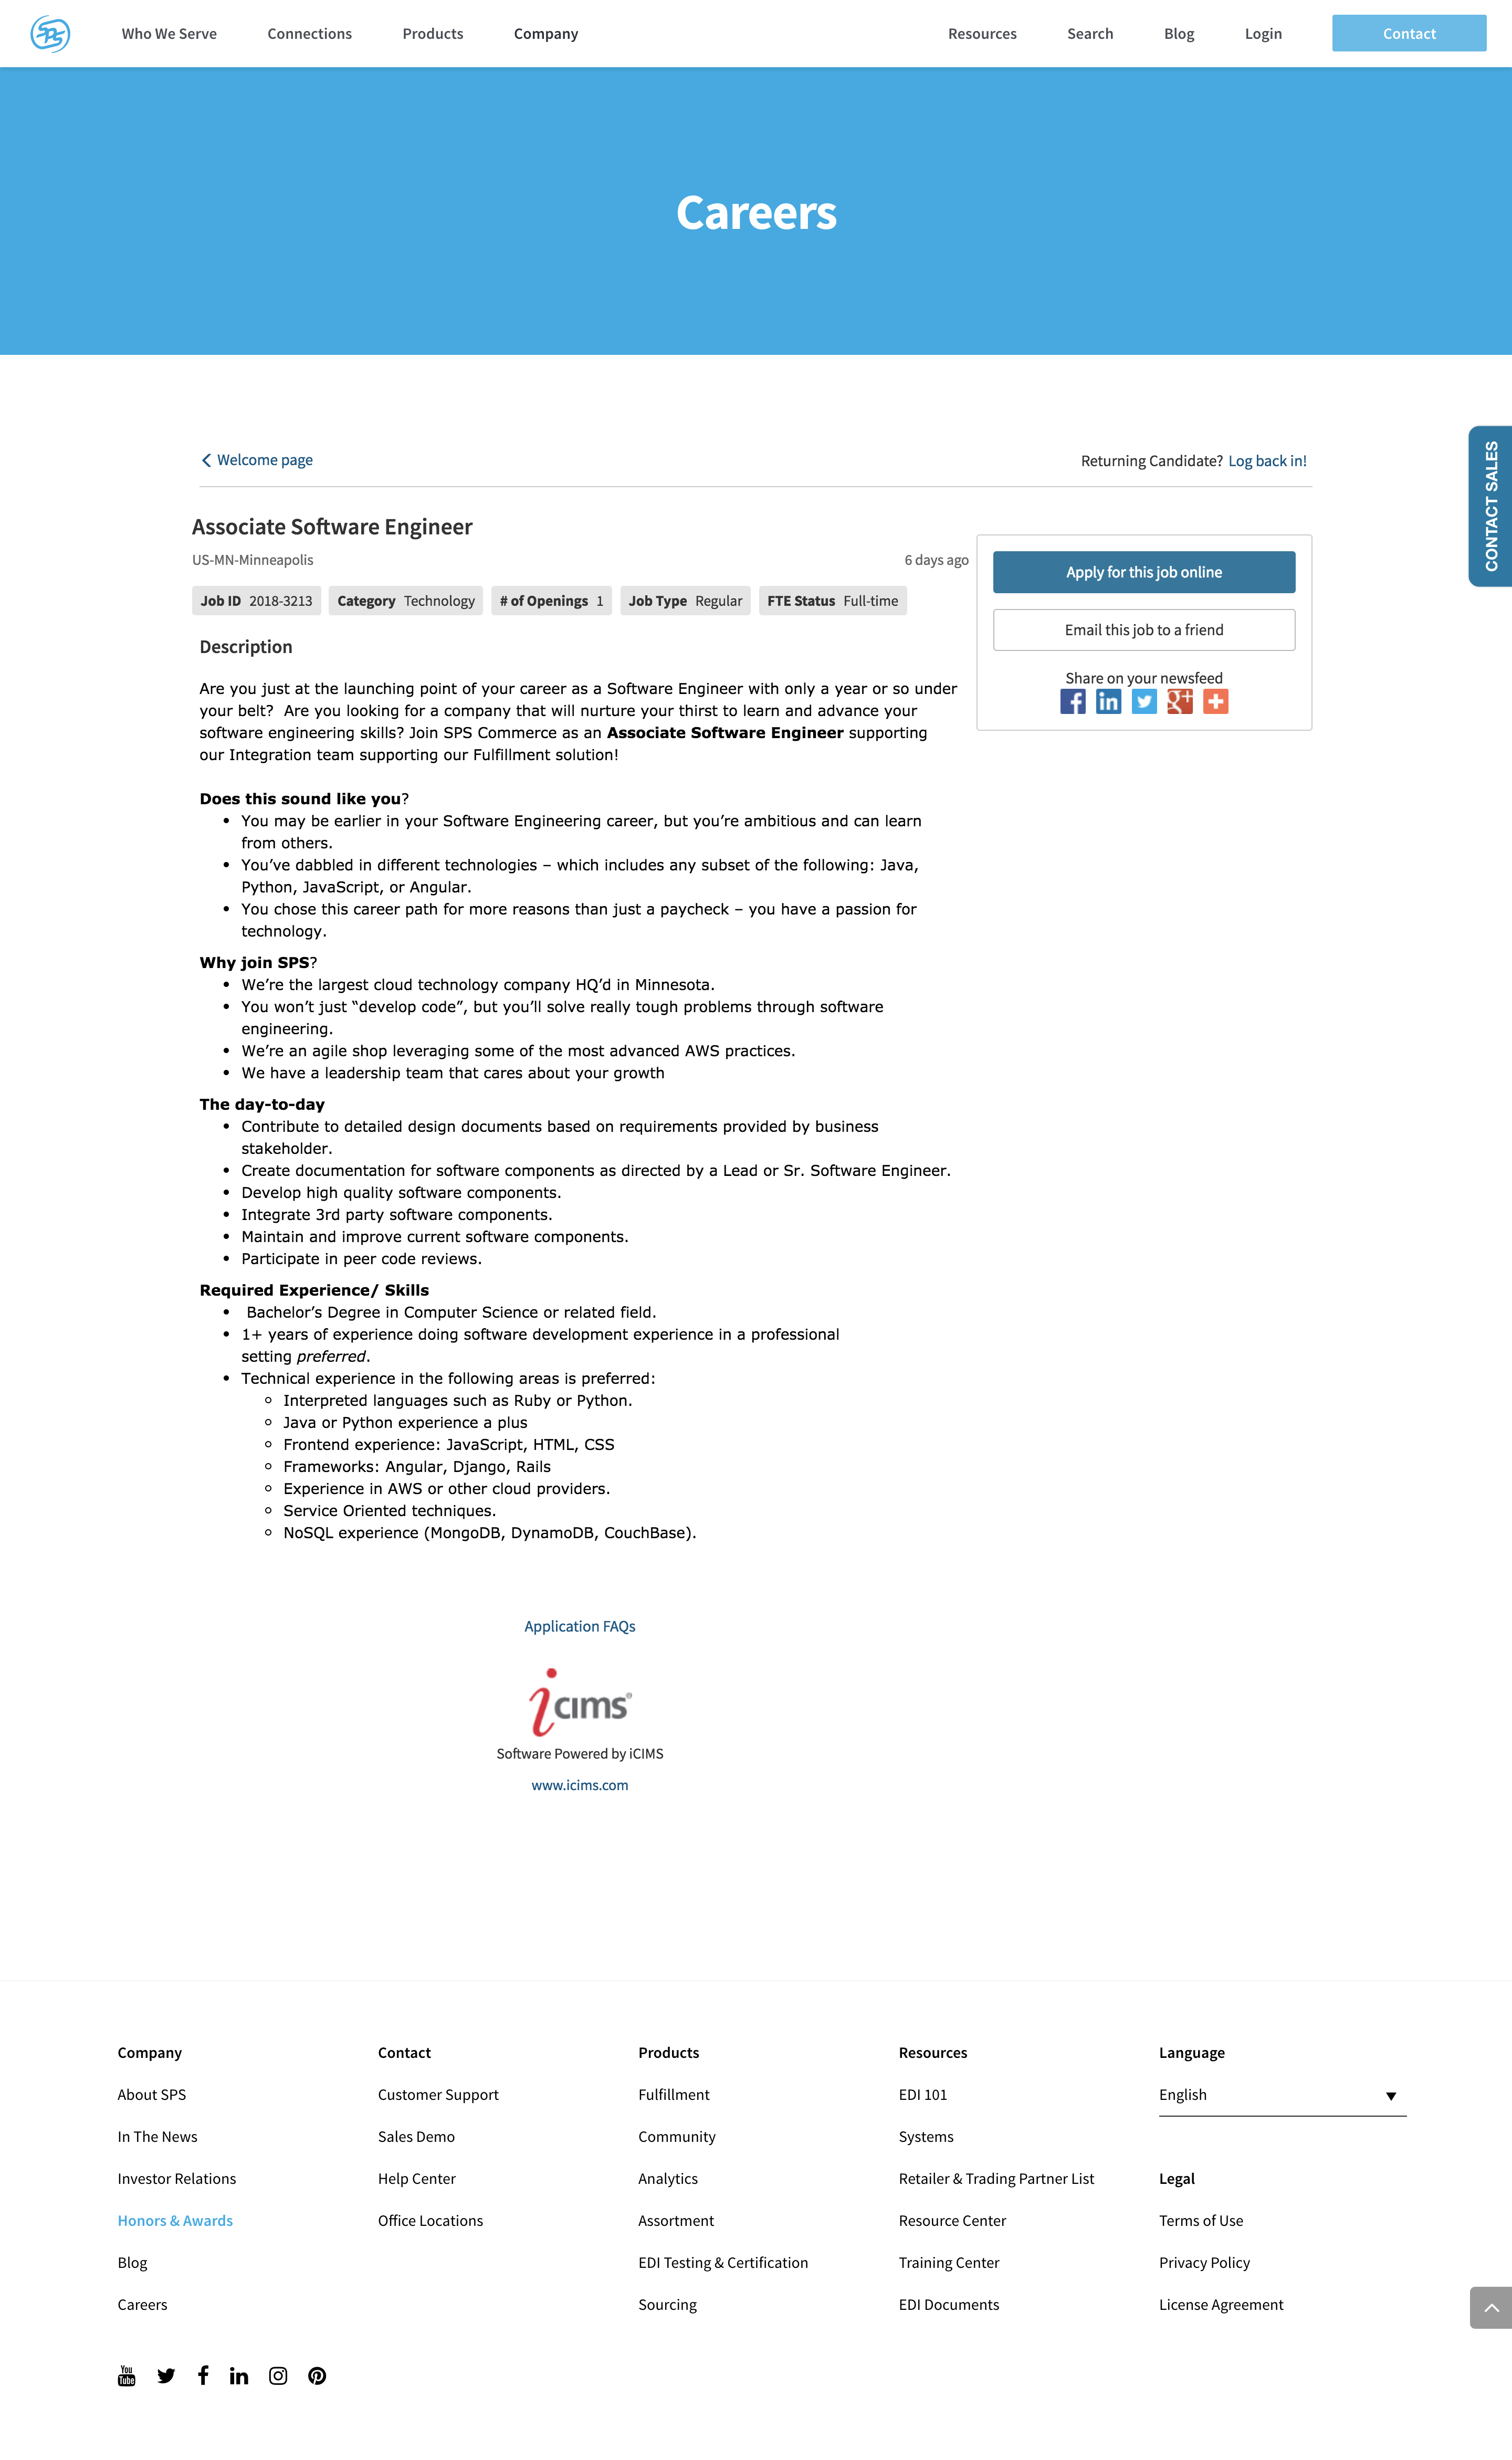 SPS
Who We Serve
Connections
Products
Company
Resources
Search
Blog
Login
Contact
Careers
CONTACT SALES
Welcome page
Returning Candidate? Log back in!
Associate Software Engineer
US-MN-Minneapolis
6 days ago
Job ID 2018-3213
Category Technology
# of Openings 1
Job Type Regular
FTE Status Full-time
Apply for this job online
Email this job to a friend
Share on your newsfeed
Description
Are you just at the launching point of your career as a Software Engineer with only a year or so under
your belt?  Are you looking for a company that will nurture your thirst to learn and advance your
software engineering skills? Join SPS Commerce as an Associate Software Engineer supporting
our Integration team supporting our Fulfillment solution!
Does this sound like you?
• You may be earlier in your Software Engineering career, but you’re ambitious and can learn
from others.
• You’ve dabbled in different technologies – which includes any subset of the following: Java,
Python, JavaScript, or Angular.
• You chose this career path for more reasons than just a paycheck – you have a passion for
technology.
Why join SPS?
• We’re the largest cloud technology company HQ’d in Minnesota.
• You won’t just “develop code”, but you’ll solve really tough problems through software
engineering.
• We’re an agile shop leveraging some of the most advanced AWS practices.
• We have a leadership team that cares about your growth
The day-to-day
• Contribute to detailed design documents based on requirements provided by business
stakeholder.
• Create documentation for software components as directed by a Lead or Sr. Software Engineer.
• Develop high quality software components.
• Integrate 3rd party software components.
• Maintain and improve current software components.
• Participate in peer code reviews.
Required Experience/ Skills
• Bachelor’s Degree in Computer Science or related field.
• 1+ years of experience doing software development experience in a professional
setting preferred.
• Technical experience in the following areas is preferred:
◦ Interpreted languages such as Ruby or Python.
◦ Java or Python experience a plus
◦ Frontend experience: JavaScript, HTML, CSS
◦ Frameworks: Angular, Django, Rails
◦ Experience in AWS or other cloud providers.
◦ Service Oriented techniques.
◦ NoSQL experience (MongoDB, DynamoDB, CouchBase).
Application FAQs
icims®
Software Powered by iCIMS
www.icims.com
Company
About SPS
In The News
Investor Relations
Honors & Awards
Blog
Careers
Contact
Customer Support
Sales Demo
Help Center
Office Locations
Products
Fulfillment
Community
Analytics
Assortment
EDI Testing & Certification
Sourcing
Resources
EDI 101
Systems
Retailer & Trading Partner List
Resource Center
Training Center
EDI Documents
Language
English
Legal
Terms of Use
Privacy Policy
License Agreement
You
Tube